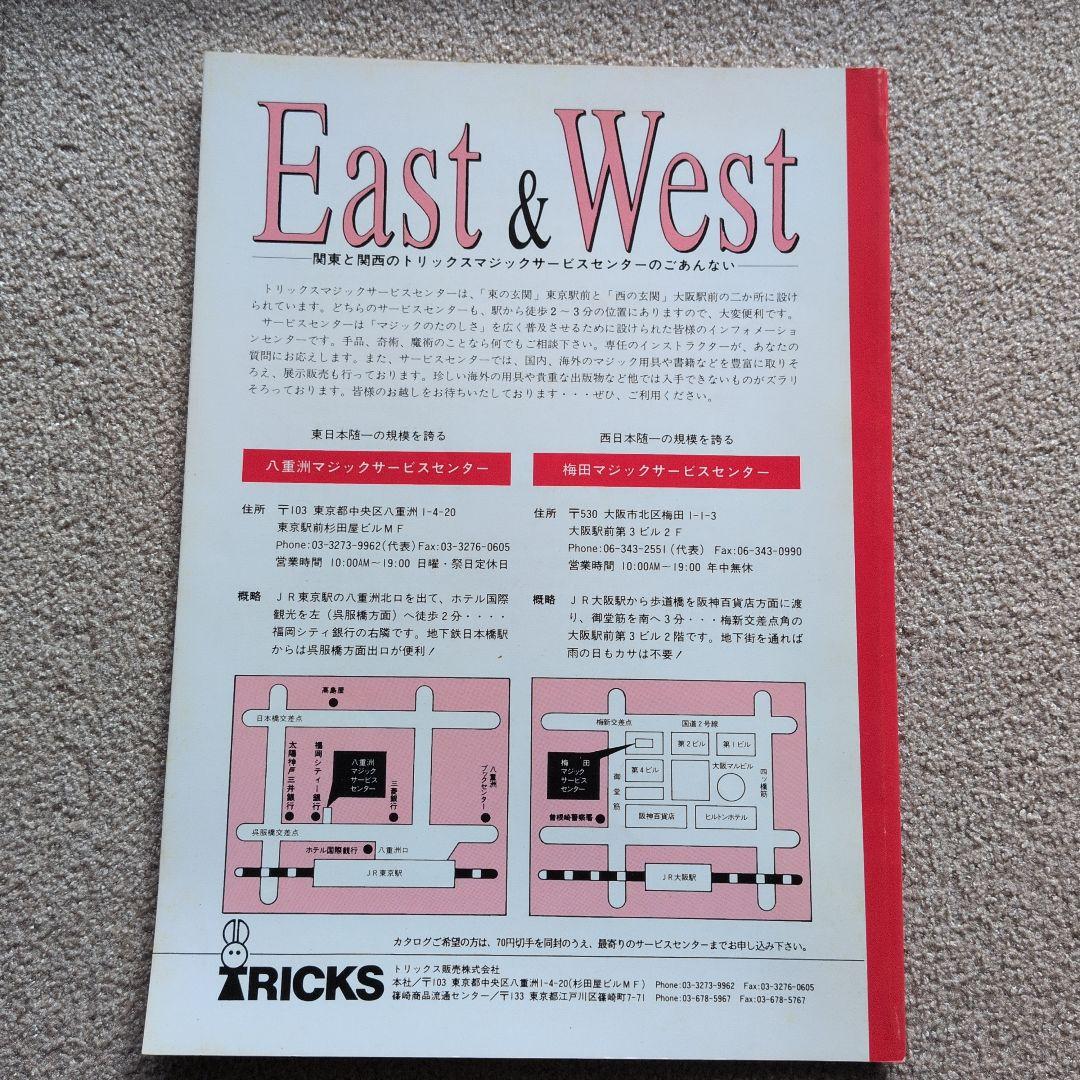 East & West
関東と関西のトリックスマジックサービスセンターのごあんない
トリックスマジックサービスセンターは、「東の玄関」東京駅前と「西の玄関」大阪駅前の二か所に設け
られています。どちらのサービスセンターも、駅から徒歩2～3分の位置にありますので、大変便利です。
サービスセンターは「マジックのたのしさ」を広く普及させるために設けられた皆様のインフォメーショ
ンセンターです。手品、奇術、魔術のことなら何でもご相談下さい。専任のインストラクターが、あなたの
質問にお応えします。また、サービスセンターでは、国内、海外のマジック用具や書籍などを豊富に取りそ
ろえ、展示販売も行っております。珍しい海外の用具や貴重な出版物など他では入手できないものがズラリ
そろっております。皆様のお越しをお待ちいたしております・・・ぜひ、ご利用ください。
東日本随一の規模を誇る
八重洲マジックサービスセンター
住所 〒103 東京都中央区八重洲1-4-20
東京駅前杉田屋ビルMF
Phone:03-3273-9962(代表)Fax:03-3276-0605
営業時間 10:00AM～19:00 日曜・祭日定休日
概略 JR東京駅の八重洲北口を出て、ホテル国際
観光を左(呉服橋方面)へ徒歩2分・・・・
福岡シティ銀行の右隣です。地下鉄日本橋駅
からは呉服橋方面出口が便利!
西日本随一の規模を誇る
梅田マジックサービスセンター
住所 〒530 大阪市北区梅田1-1-3
大阪駅前第3ビル2F
Phone:06-343-2551(代表) Fax:06-343-0990
営業時間 10:00AM～19:00 年中無休
概略 JR大阪駅から歩道橋を阪神百貨店方面に渡
り、御堂筋を南へ3分・・・梅新交差点角の
大阪駅前第3ビル2階です。地下街を通れば
雨の日もカサは不要!
高島屋
日本橋交差点
太陽神戸三井銀行
福岡シティー銀行
八重洲
マジック
サービス
センター
三菱銀行
八重洲
ブックセンター
呉服橋交差点
ホテル国際観行
八重洲口
JR東京駅
梅新交差点
国道2号線
梅田
マジック
サービス
センター
第2ビル
第1ビル
御堂筋
第4ビル
大阪マルビル
四ッ橋筋
曽根崎警察署
阪神百貨店
ヒルトンホテル
JR大阪駅
カタログご希望の方は、70円切手を同封のうえ、最寄りのサービスセンターまでお申し込み下さい。
TRICKS
トリックス販売株式会社
本社/〒103 東京都中央区八重洲1-4-20(杉田屋ビルMF) Phone:03-3273-9962 Fax:03-3276-0605
篠崎商品流通センター/〒133 東京都江戸川区篠崎町7-71 Phone:03-678-5967 Fax:03-678-5767